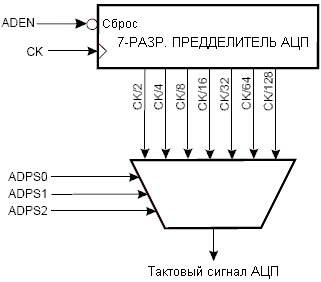 ADEN
Сброс
CK
7-РАЗР. ПРЕДДЕЛИТЕЛЬ АЦП
CK/2
CK/4
CK/8
CK/16
CK/32
CK/64
CK/128
ADPS0
ADPS1
ADPS2
Тактовый сигнал АЦП